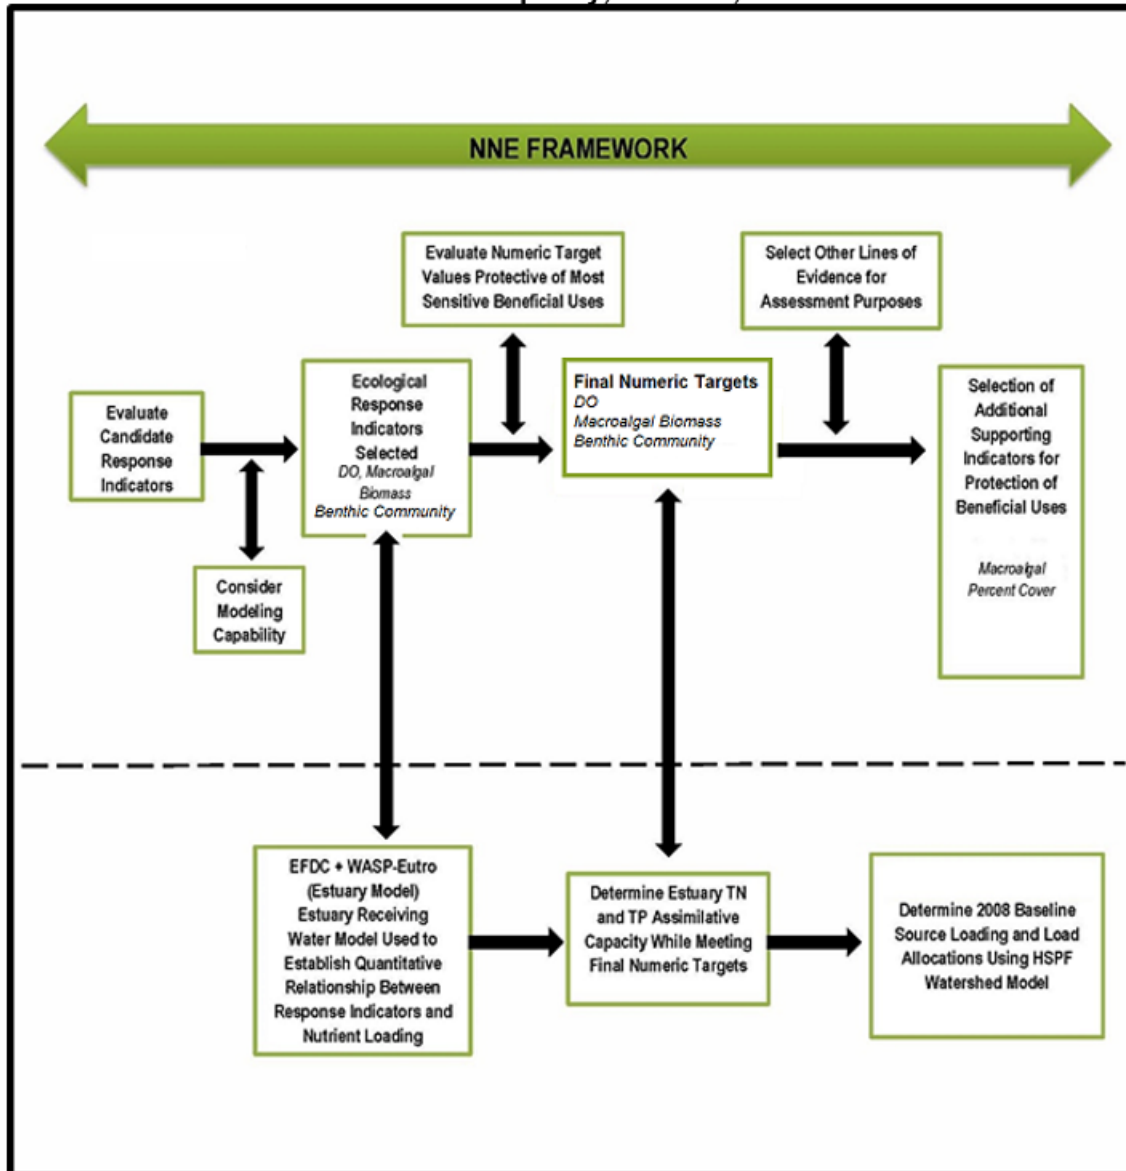 NNE FRAMEWORK
Evaluate Numeric Target
Values Protective of Most
Sensitive Beneficial Uses
Select Other Lines of
Evidence for
Assessment Purposes
Evaluate
Candidate
Response
Indicators
Ecological
Response
Indicators
Selected
DO, Macroalgal
Biomass
Benthic Community
Final Numeric Targets
DO
Macroalgal Biomass
Benthic Community
Selection of
Additional
Supporting
Indicators for
Protection of
Beneficial Uses
Macroalgal
Percent Cover
Consider
Modeling
Capability
EFDC + WASP-Eutro
(Estuary Model)
Estuary Receiving
Water Model Used to
Establish Quantitative
Relationship Between
Response Indicators and
Nutrient Loading
Determine Estuary TN
and TP Assimilative
Capacity While Meeting
Final Numeric Targets
Determine 2008 Baseline
Source Loading and Load
Allocations Using HSPF
Watershed Model